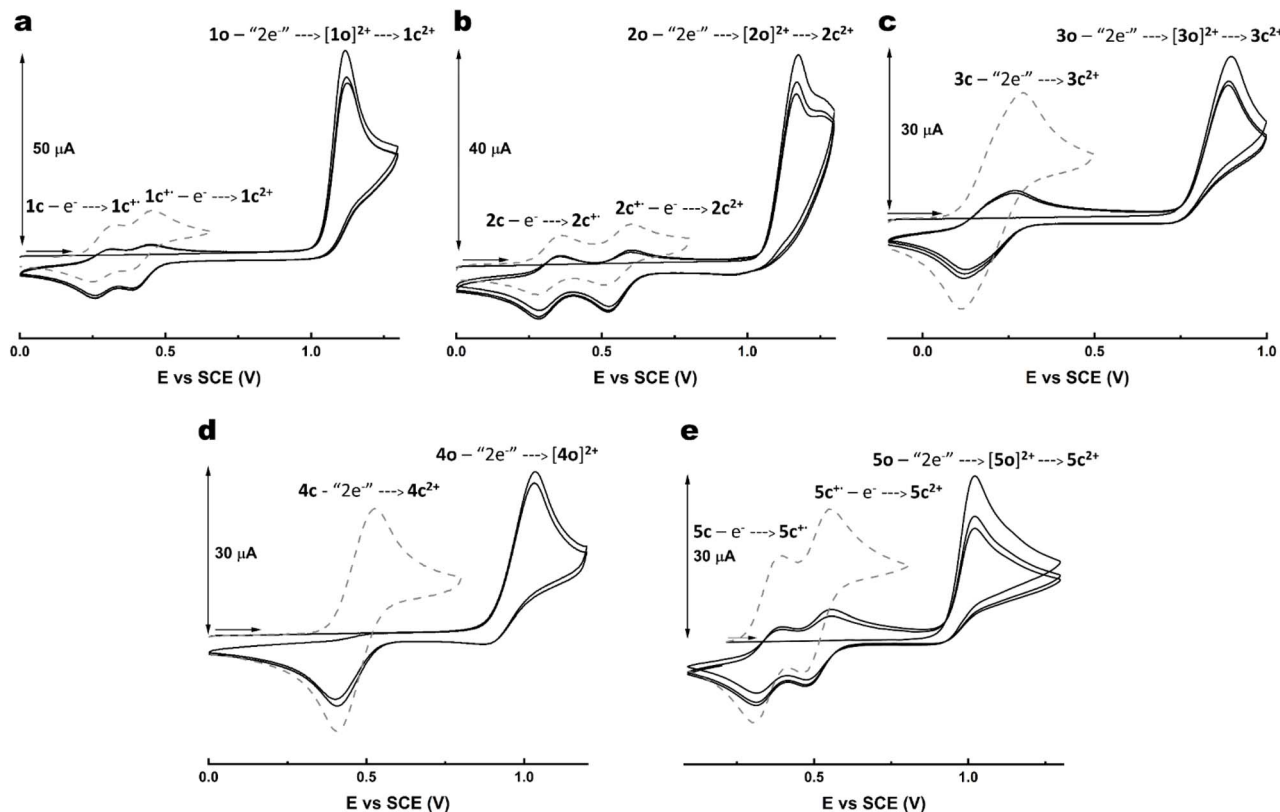 a
1o – “2e⁻” ---> [1o]²⁺ ---> 1c²⁺
50 µA
1c – e⁻ ---> 1c⁺·
1c⁺· – e⁻ ---> 1c²⁺
0.0 0.5 1.0
E vs SCE (V)
b
2o – “2e⁻” ---> [2o]²⁺ ---> 2c²⁺
40 µA
2c – e⁻ ---> 2c⁺·
2c⁺· – e⁻ ---> 2c²⁺
0.0 0.5 1.0
E vs SCE (V)
c
3o – “2e⁻” ---> [3o]²⁺ ---> 3c²⁺
3c – “2e⁻” ---> 3c²⁺
30 µA
0.0 0.5 1.0
E vs SCE (V)
d
4o – “2e⁻” ---> [4o]²⁺
4c - “2e⁻” ---> 4c²⁺
30 µA
0.0 0.5 1.0
E vs SCE (V)
e
5o – “2e⁻” ---> [5o]²⁺ ---> 5c²⁺
5c⁺· – e⁻ ---> 5c²⁺
5c – e⁻ ---> 5c⁺·
30 µA
0.5 1.0
E vs SCE (V)